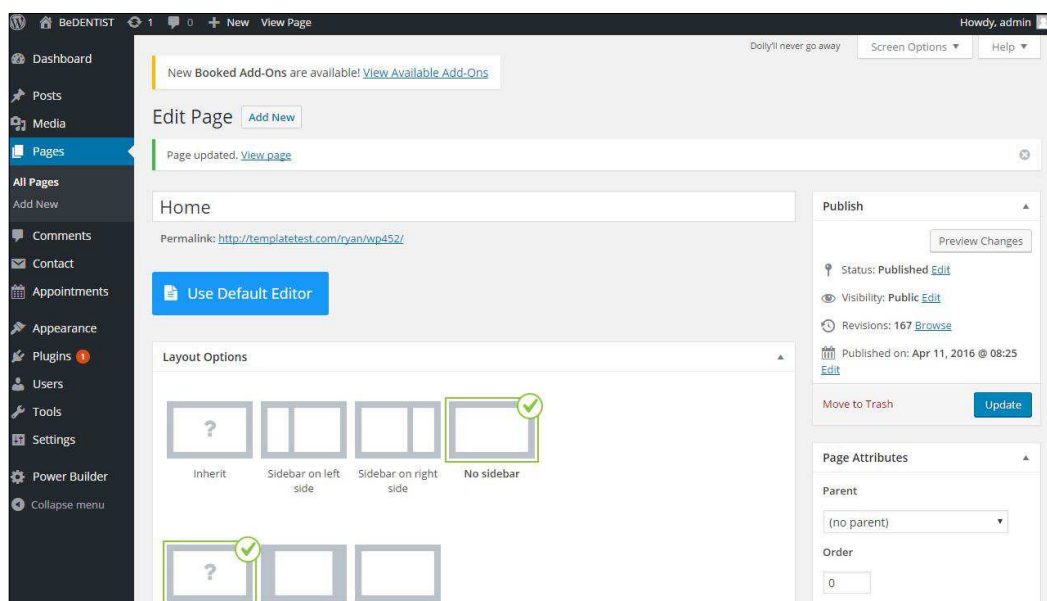 BeDENTIST 1 0 + New View Page Howdy, admin
Dashboard
Posts
Media
Pages
All Pages
Add New
Comments
Contact
Appointments
Appearance
Plugins 1
Users
Tools
Settings
Power Builder
Collapse menu
Dolly'll never go away Screen Options ▼ Help ▼
New Booked Add-Ons are available! View Available Add-Ons
Edit Page Add New
Page updated. View page
Home
Permalink: http://templatetest.com/ryan/wp452/
Use Default Editor
Layout Options
?
Inherit
Sidebar on left
side
Sidebar on right
side
No sidebar
?
Publish
Preview Changes
Status: Published Edit
Visibility: Public Edit
Revisions: 167 Browse
Published on: Apr 11, 2016 @ 08:25
Edit
Move to Trash Update
Page Attributes
Parent
(no parent)
Order
0